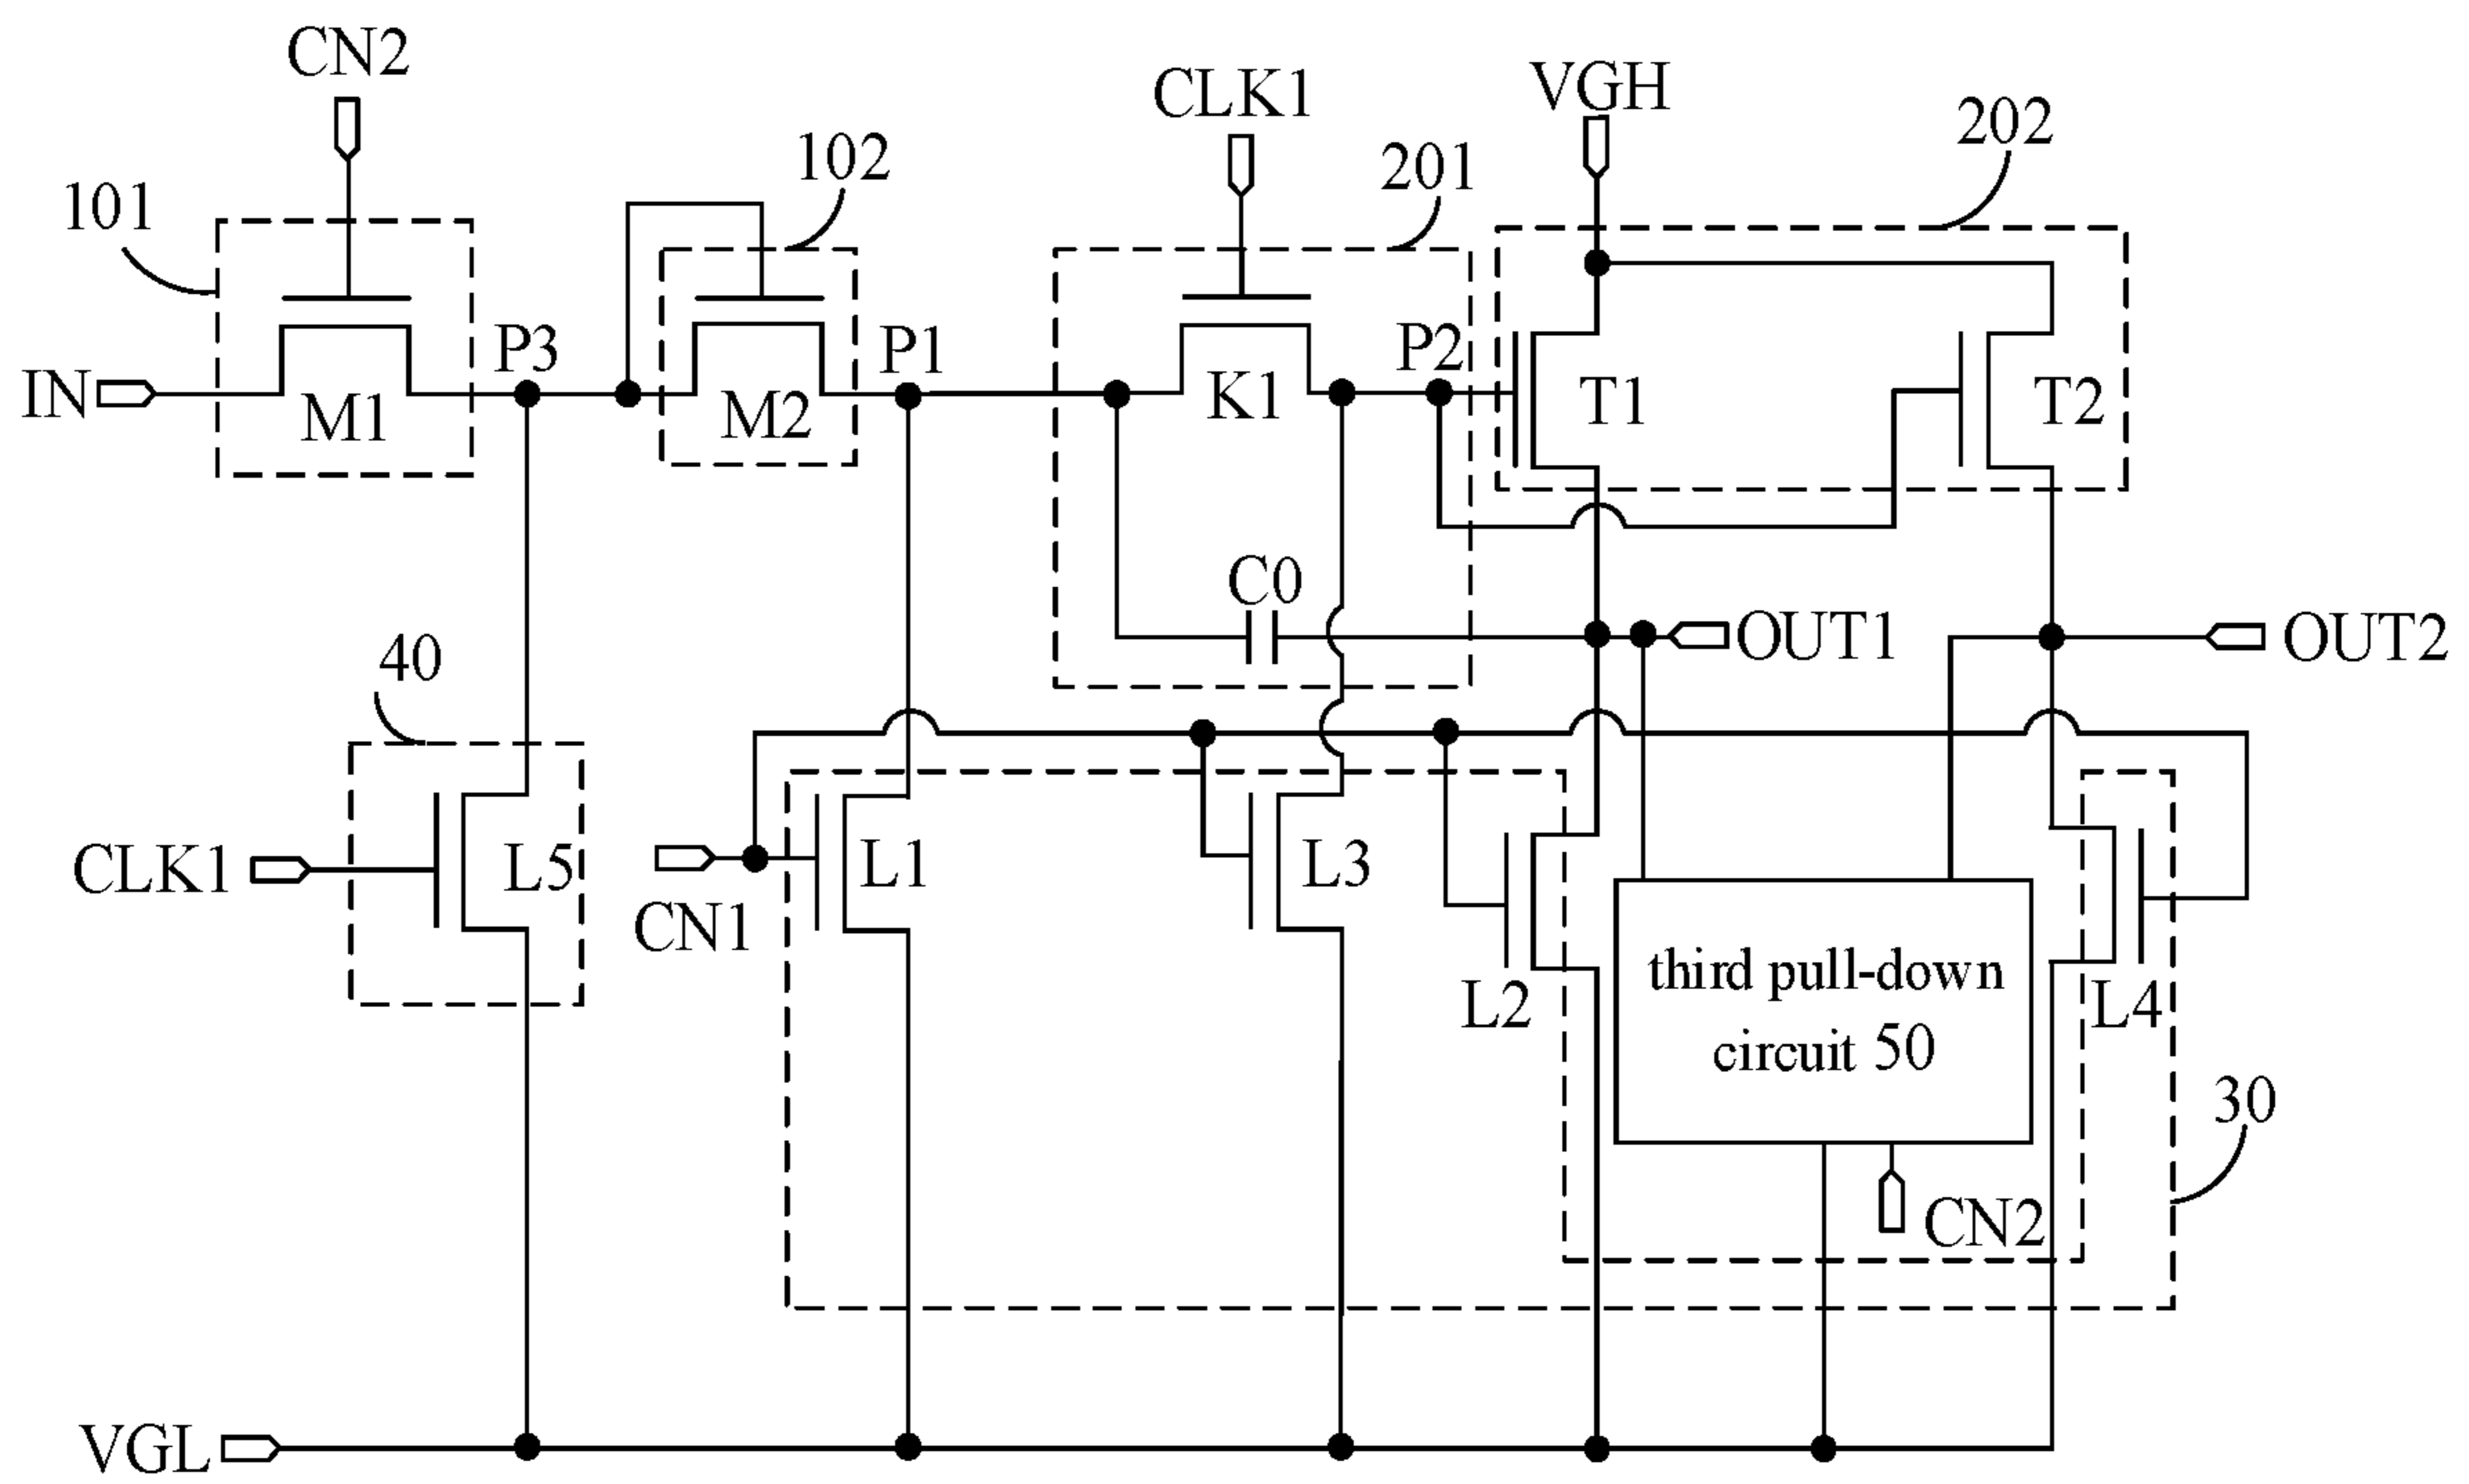 CN2
CLK1
VGH
202
102
201
101
P3
P1
P2
IN
M1
M2
K1
T1
T2
C0
OUT1
OUT2
40
CLK1
L5
CN1
L1
L3
L2
third pull-down
circuit 50
L4
30
CN2
VGL